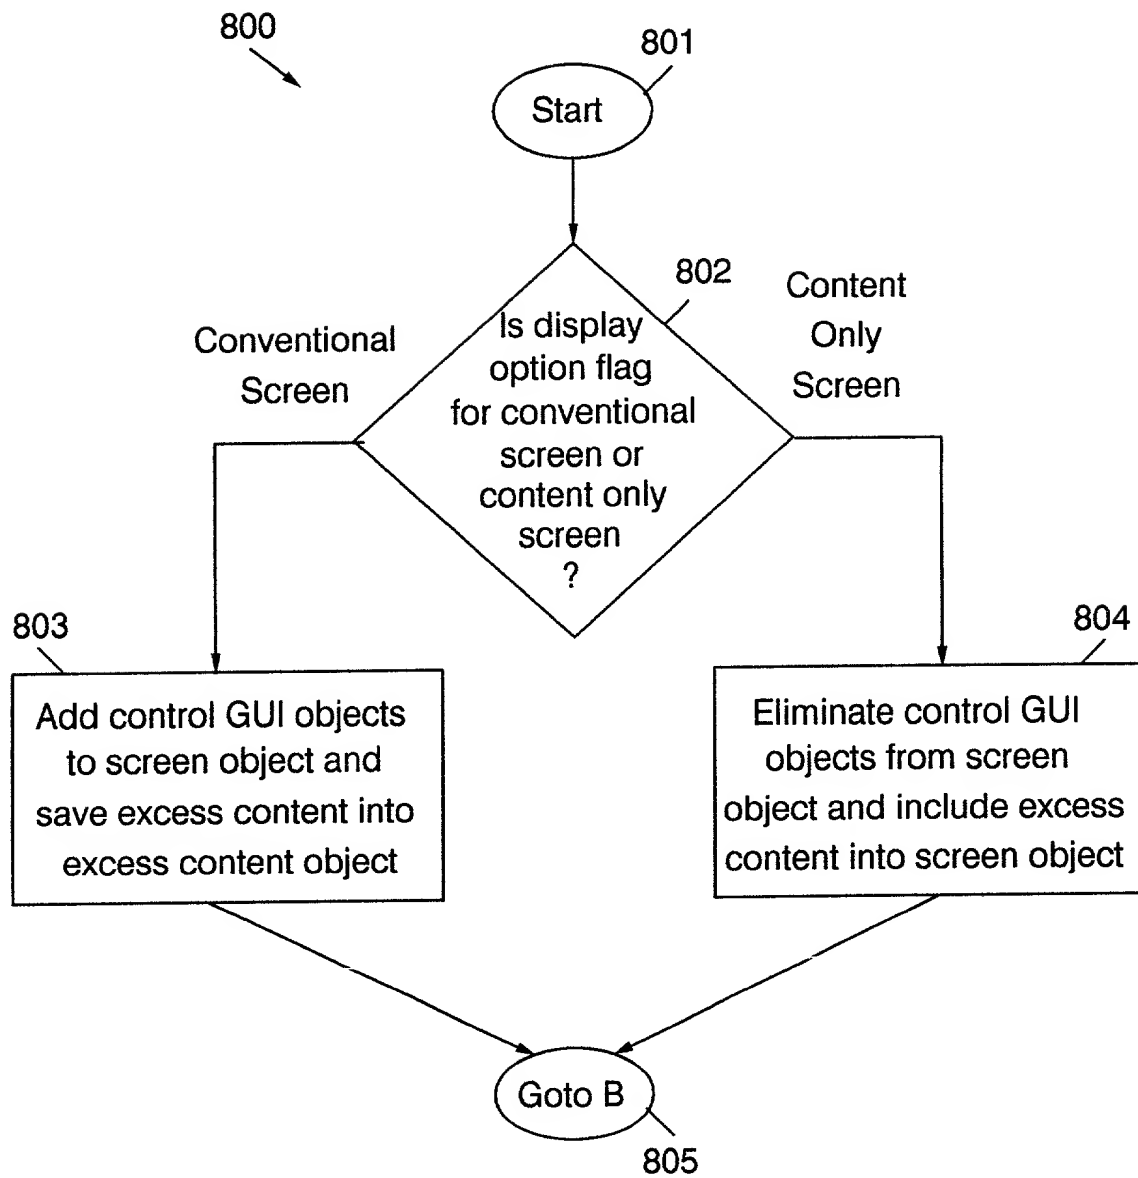 800
801
Start
802
Content
Only
Screen
Conventional
Screen
Is display
option flag
for conventional
screen or
content only
screen
?
803
804
Add control GUI objects
to screen object and
save excess content into
excess content object
Eliminate control GUI
objects from screen
object and include excess
content into screen object
Goto B
805